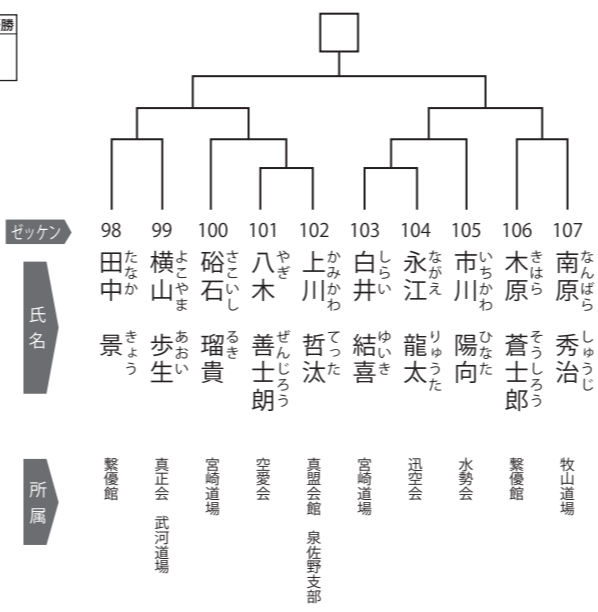 勝
ゼッケン
98
99
100
101
102
103
104
105
106
107
氏名
田中 景
たなか きょう
横山 歩生
よこやま あおい
硲石 瑠貴
さこいし るき
八木 善士朗
やぎ ぜんじろう
上川 哲汰
かみかわ てった
白井 結喜
しらい ゆいき
永江 龍太
ながえ りゅうた
市川 陽向
いちかわ ひなた
木原 蒼士郎
きはら そうしろう
南原 秀治
なんばら しゅうじ
所属
繋優館
真正会 武河道場
宮崎道場
空愛会
真盟会館 泉佐野支部
宮崎道場
迅空会
水勢会
繋優館
牧山道場